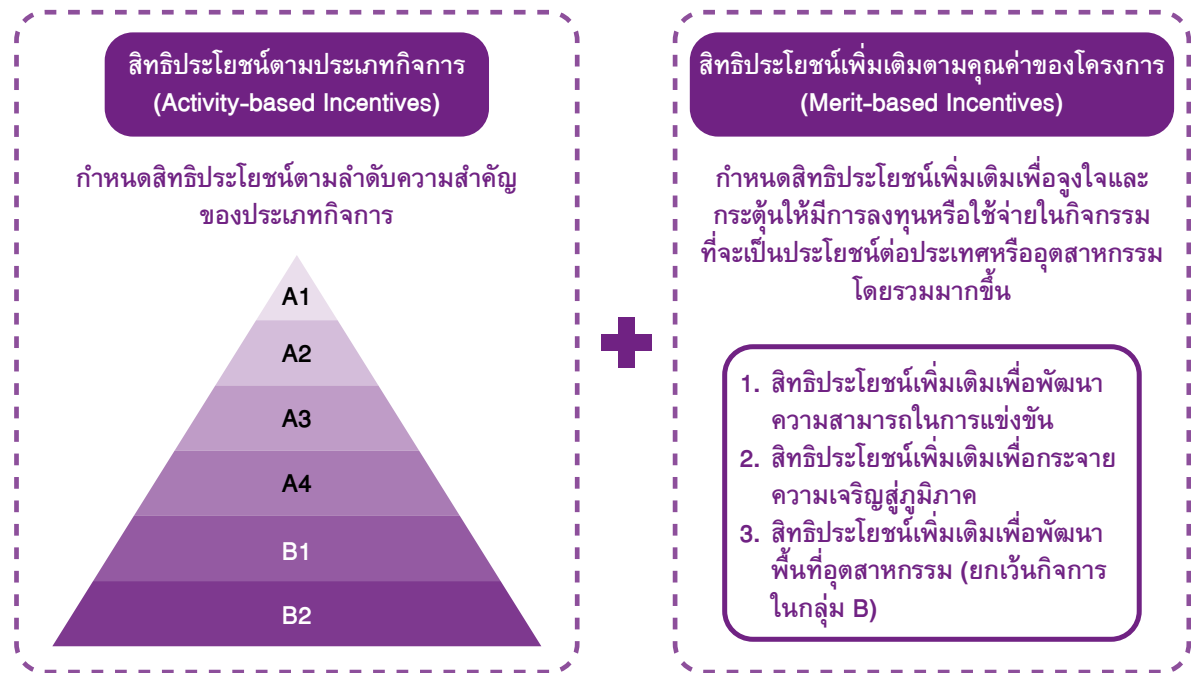 สิทธิประโยชน์ตามประเภทกิจการ
(Activity-based Incentives)
กำหนดสิทธิประโยชน์ตามลำดับความสำคัญ
ของประเภทกิจการ
A1
A2
A3
A4
B1
B2
สิทธิประโยชน์เพิ่มเติมตามคุณค่าของโครงการ
(Merit-based Incentives)
กำหนดสิทธิประโยชน์เพิ่มเติมเพื่อจูงใจและ
กระตุ้นให้มีการลงทุนหรือใช้จ่ายในกิจกรรม
ที่จะเป็นประโยชน์ต่อประเทศหรืออุตสาหกรรม
โดยรวมมากขึ้น
1. สิทธิประโยชน์เพิ่มเติมเพื่อพัฒนา
ความสามารถในการแข่งขัน
2. สิทธิประโยชน์เพิ่มเติมเพื่อกระจาย
ความเจริญสู่ภูมิภาค
3. สิทธิประโยชน์เพิ่มเติมเพื่อพัฒนา
พื้นที่อุตสาหกรรม (ยกเว้นกิจการ
ในกลุ่ม B)